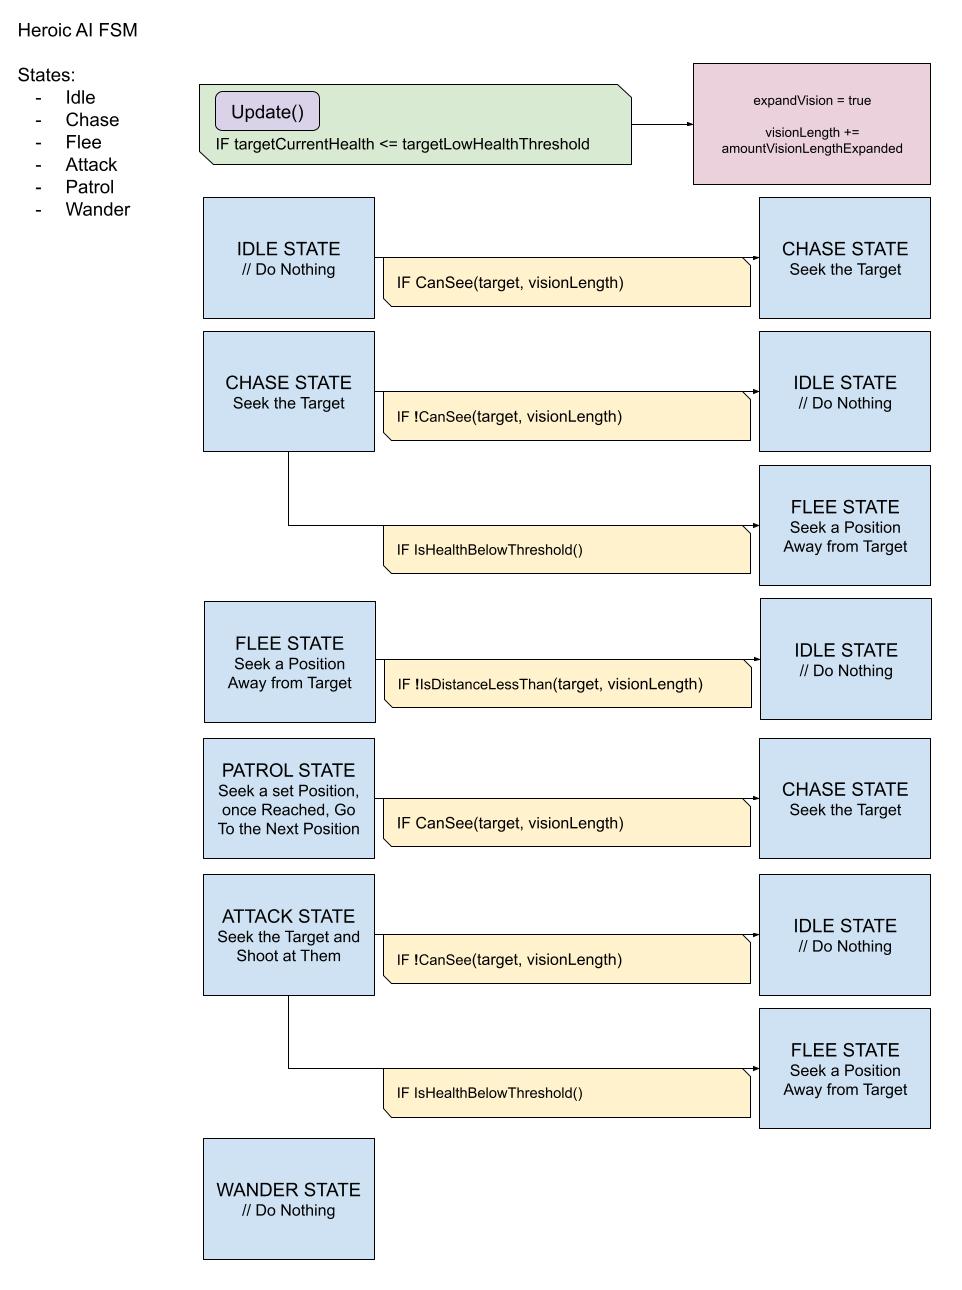 Heroic AI FSM
States:
- Idle
- Chase
- Flee
- Attack
- Patrol
- Wander
Update()
IF targetCurrentHealth <= targetLowHealthThreshold
expandVision = true
visionLength +=
amountVisionLengthExpanded
IDLE STATE
// Do Nothing
IF CanSee(target, visionLength)
CHASE STATE
Seek the Target
CHASE STATE
Seek the Target
IF !CanSee(target, visionLength)
IDLE STATE
// Do Nothing
IF IsHealthBelowThreshold()
FLEE STATE
Seek a Position
Away from Target
FLEE STATE
Seek a Position
Away from Target
IF !IsDistanceLessThan(target, visionLength)
IDLE STATE
// Do Nothing
PATROL STATE
Seek a set Position,
once Reached, Go
To the Next Position
IF CanSee(target, visionLength)
CHASE STATE
Seek the Target
ATTACK STATE
Seek the Target and
Shoot at Them
IF !CanSee(target, visionLength)
IDLE STATE
// Do Nothing
IF IsHealthBelowThreshold()
FLEE STATE
Seek a Position
Away from Target
WANDER STATE
// Do Nothing